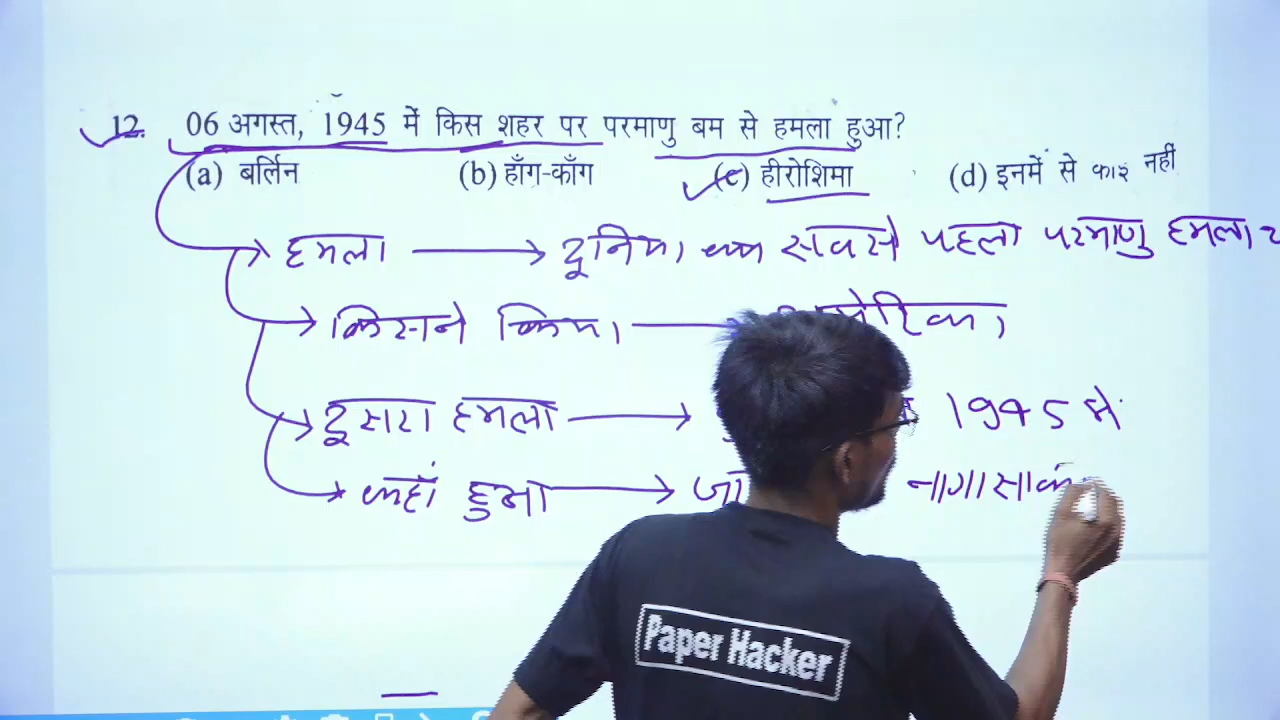 12. 06 अगस्त, 1945 में किस शहर पर परमाणु बम से हमला हुआ?
(a) बर्लिन (b) हाँग-काँग (c) हीरोशिमा (d) इनमें से कोइ नहीं
हमला → दुनिया का सबसे पहला परमाणु हमला
किसने किया →
दूसरा हमला → 1945 में
कहाँ हुआ →
Paper Hacker